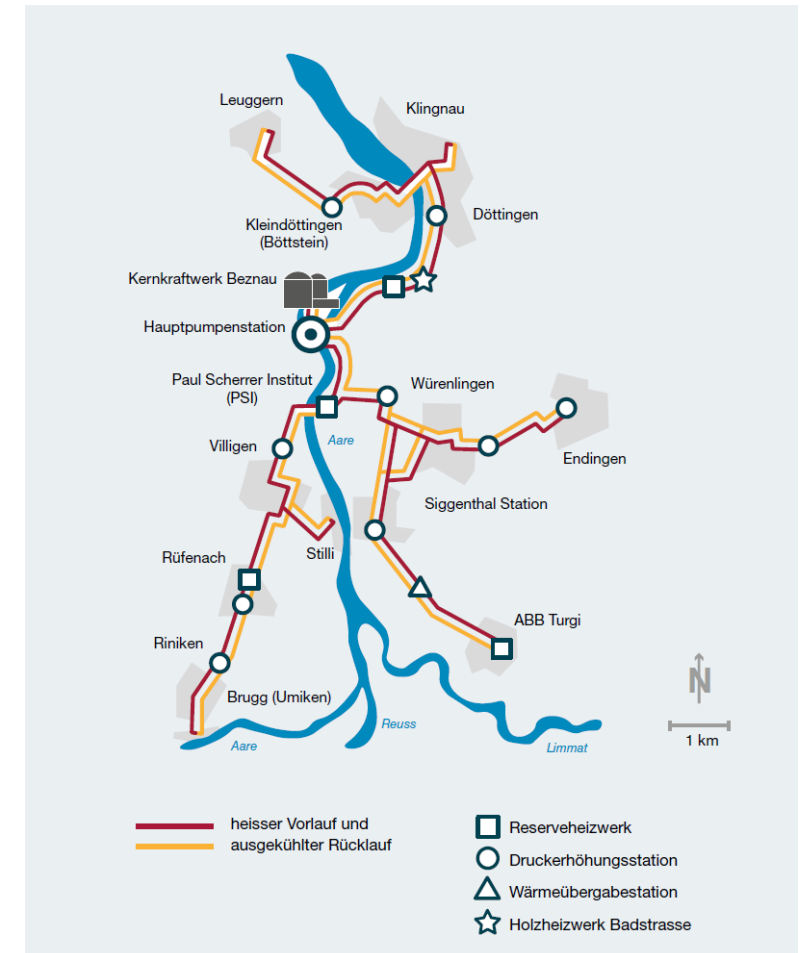 Leuggern
Klingnau
Kleindöttingen
(Böttstein)
Döttingen
Kernkraftwerk Beznau
Hauptpumpenstation
Paul Scherrer Institut
(PSI)
Würenlingen
Villigen
Aare
Endingen
Siggenthal Station
Stilli
Rüfenach
ABB Turgi
Riniken
Brugg (Umiken)
N
Aare
Reuss
Limmat
1 km
heisser Vorlauf und
ausgekühlter Rücklauf
Reserveheizwerk
Druckerhöhungsstation
Wärmeübergabestation
Holzheizwerk Badstrasse